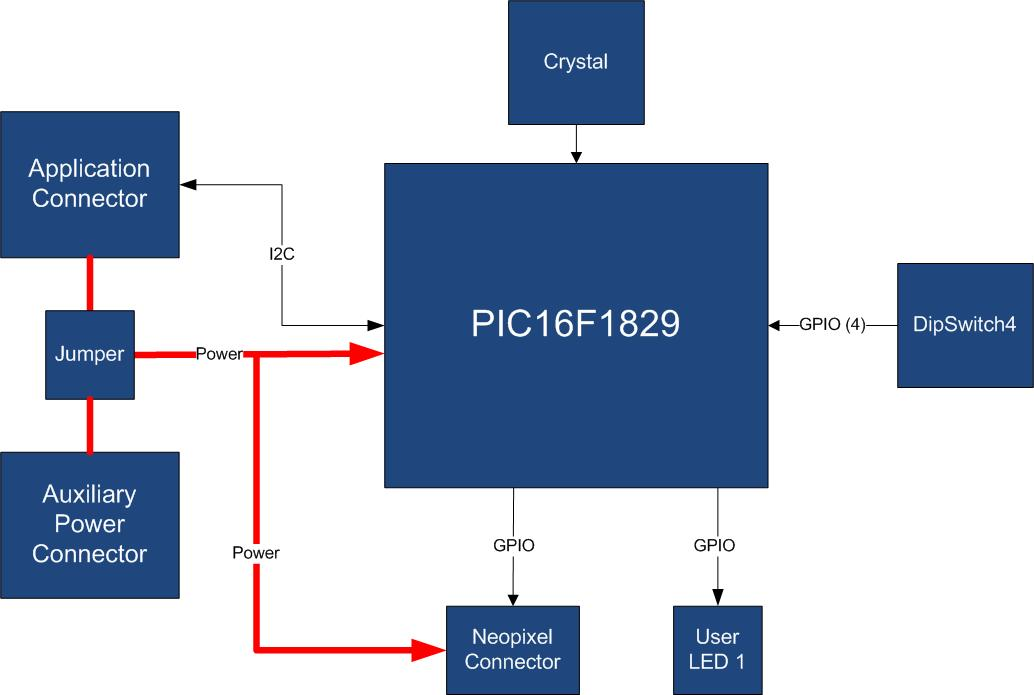 Crystal
Application
Connector
I2C
PIC16F1829
GPIO (4)
DipSwitch4
Jumper
Power
Auxiliary
Power
Connector
Power
GPIO
GPIO
Neopixel
Connector
User
LED 1